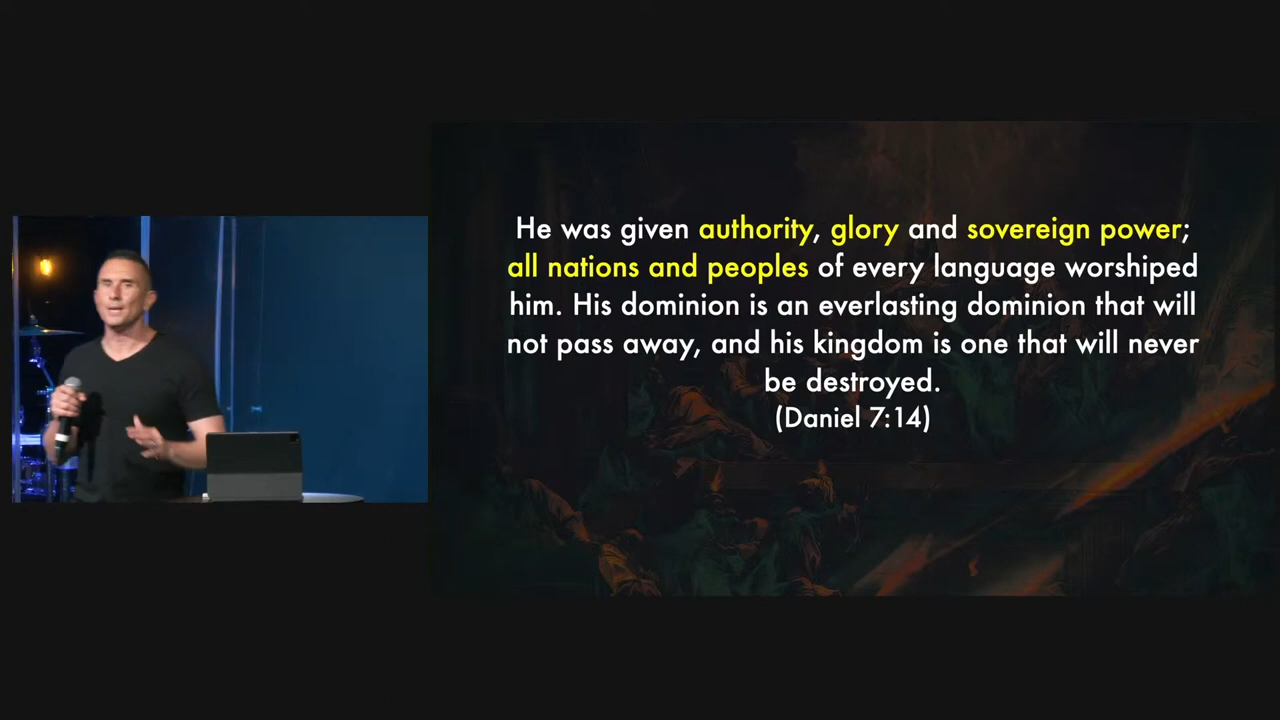 He was given authority, glory and sovereign power;
all nations and peoples of every language worshiped
him. His dominion is an everlasting dominion that will
not pass away, and his kingdom is one that will never
be destroyed.
(Daniel 7:14)